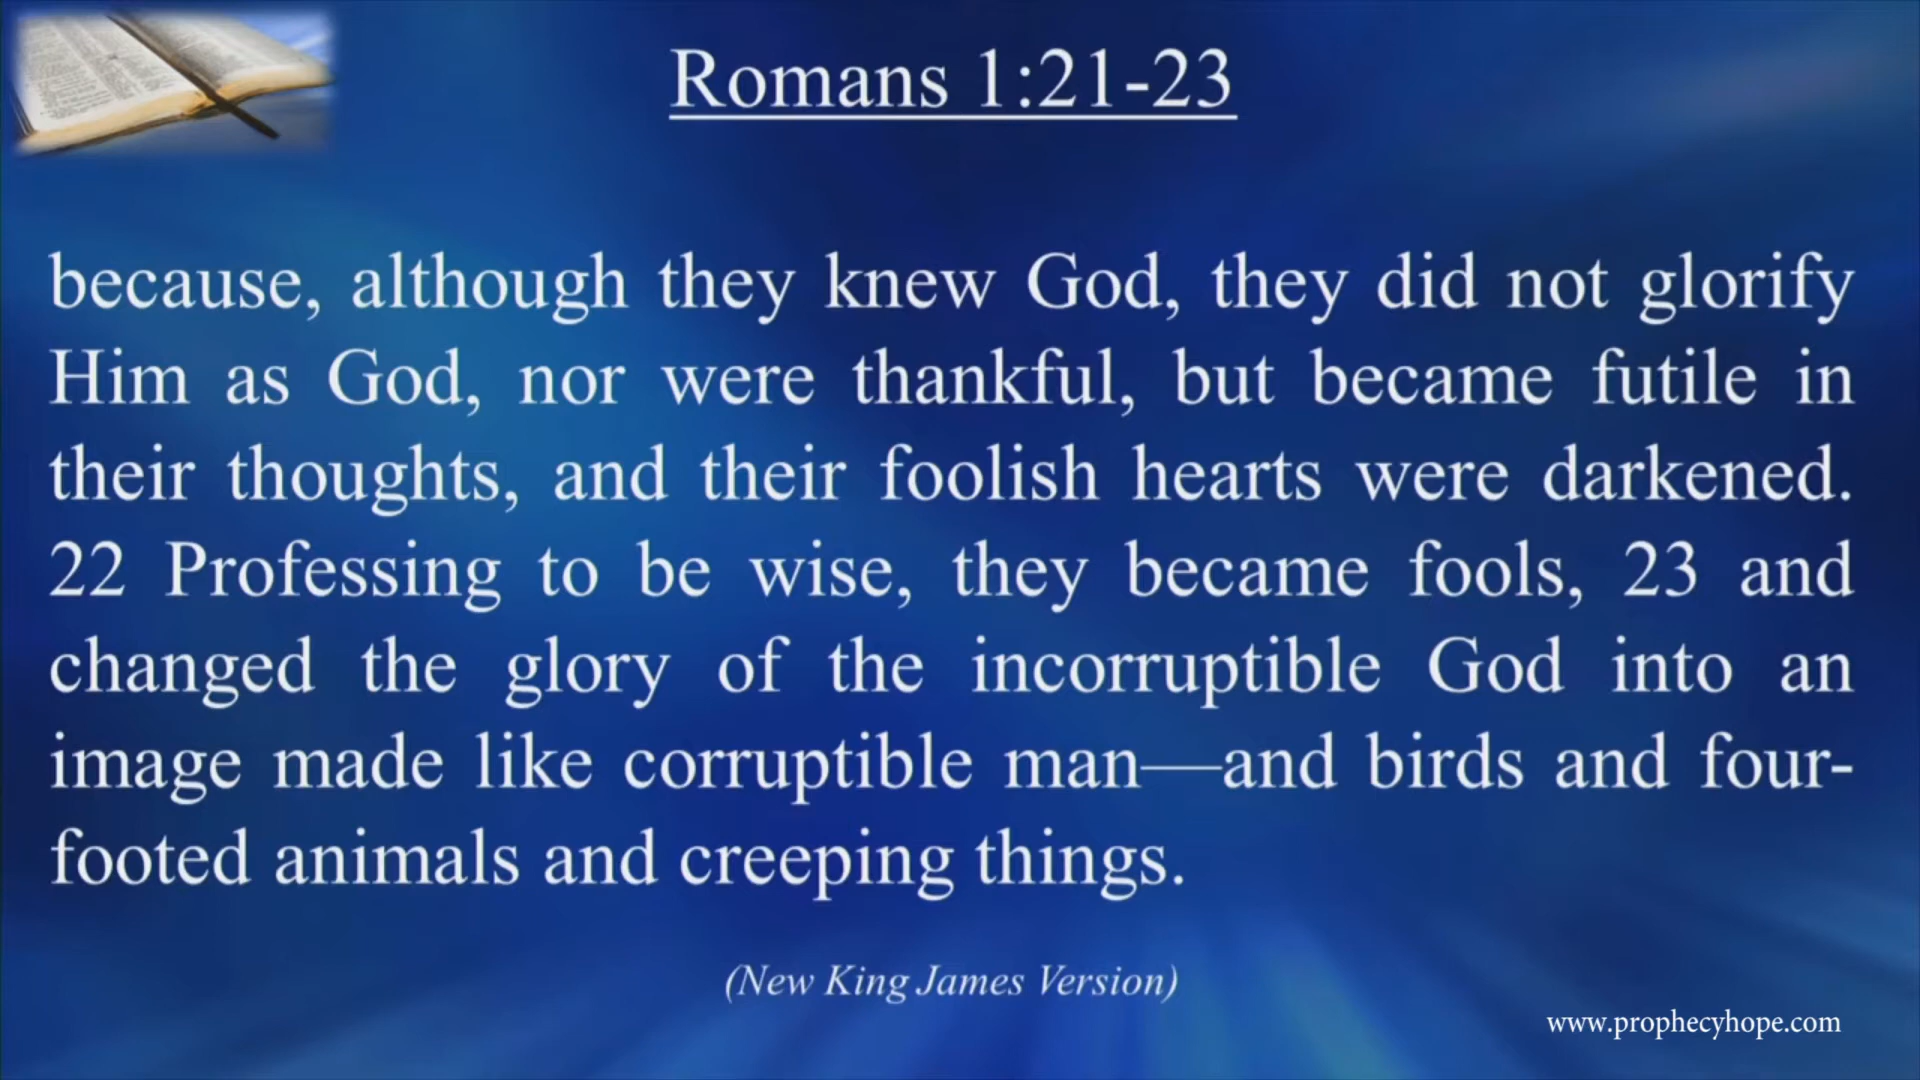 Romans 1:21-23
because, although they knew God, they did not glorify
Him as God, nor were thankful, but became futile in
their thoughts, and their foolish hearts were darkened.
22 Professing to be wise, they became fools, 23 and
changed the glory of the incorruptible God into an
image made like corruptible man—and birds and four-
footed animals and creeping things.
(New King James Version)
www.prophecyhope.com